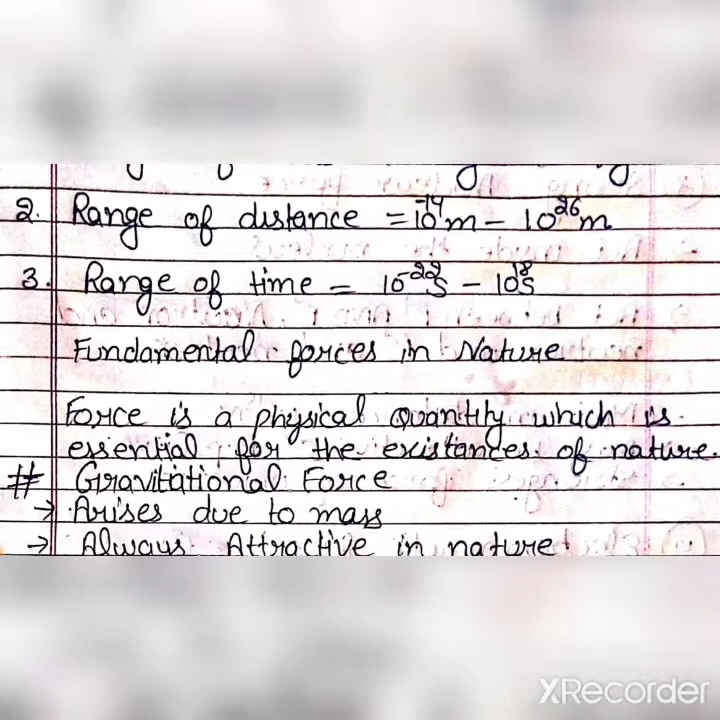 2. Range of distance = 10⁻¹⁴m - 10²⁶m
3. Range of time = 10⁻²²s - 10¹⁸s
Fundamental forces in Nature
Force is a physical Quantity which is
essential for the existances of nature.
# Gravitational Force
→ Arises due to mass
→ Always Attractive in nature
XRecorder